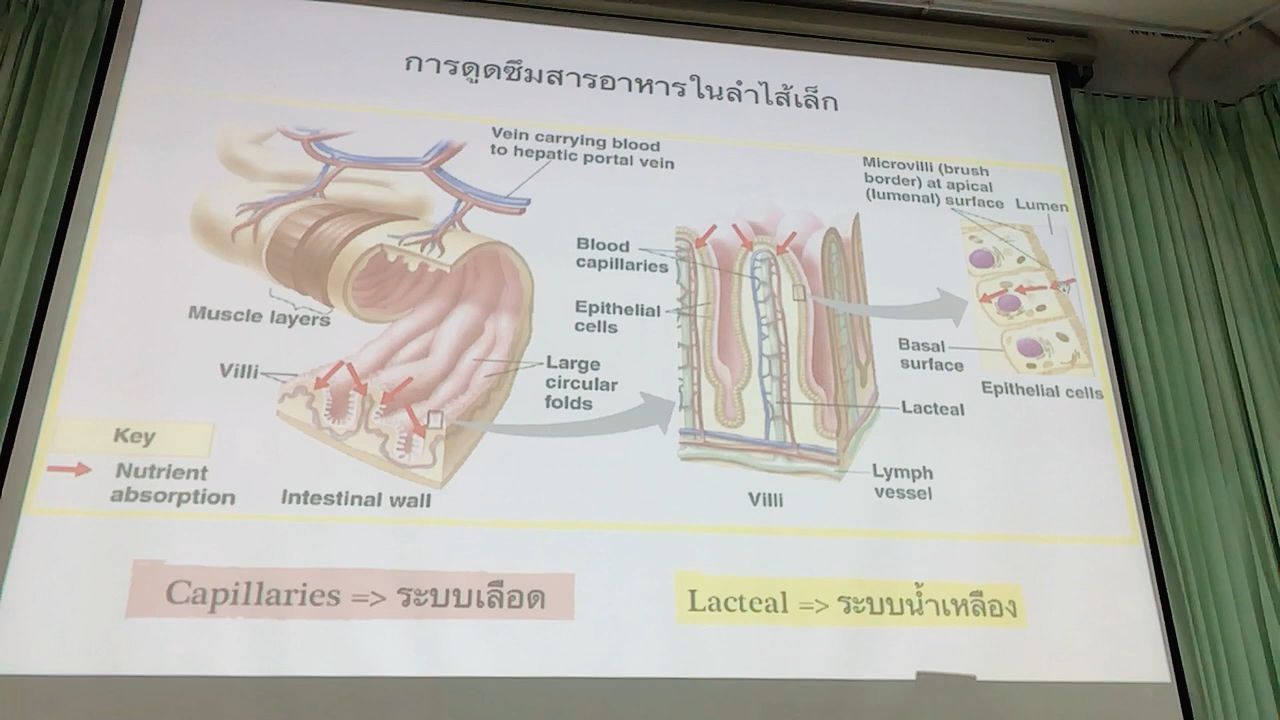 การดูดซึมสารอาหารในลำไส้เล็ก
Vein carrying blood
to hepatic portal vein
Microvilli (brush
border) at apical
(lumenal) surface
Lumen
Blood
capillaries
Muscle layers
Epithelial
cells
Villi
Large
circular
folds
Basal
surface
Epithelial cells
Lacteal
Key
Nutrient
absorption
Intestinal wall
Villi
Lymph
vessel
Capillaries => ระบบเลือด
Lacteal => ระบบน้ำเหลือง